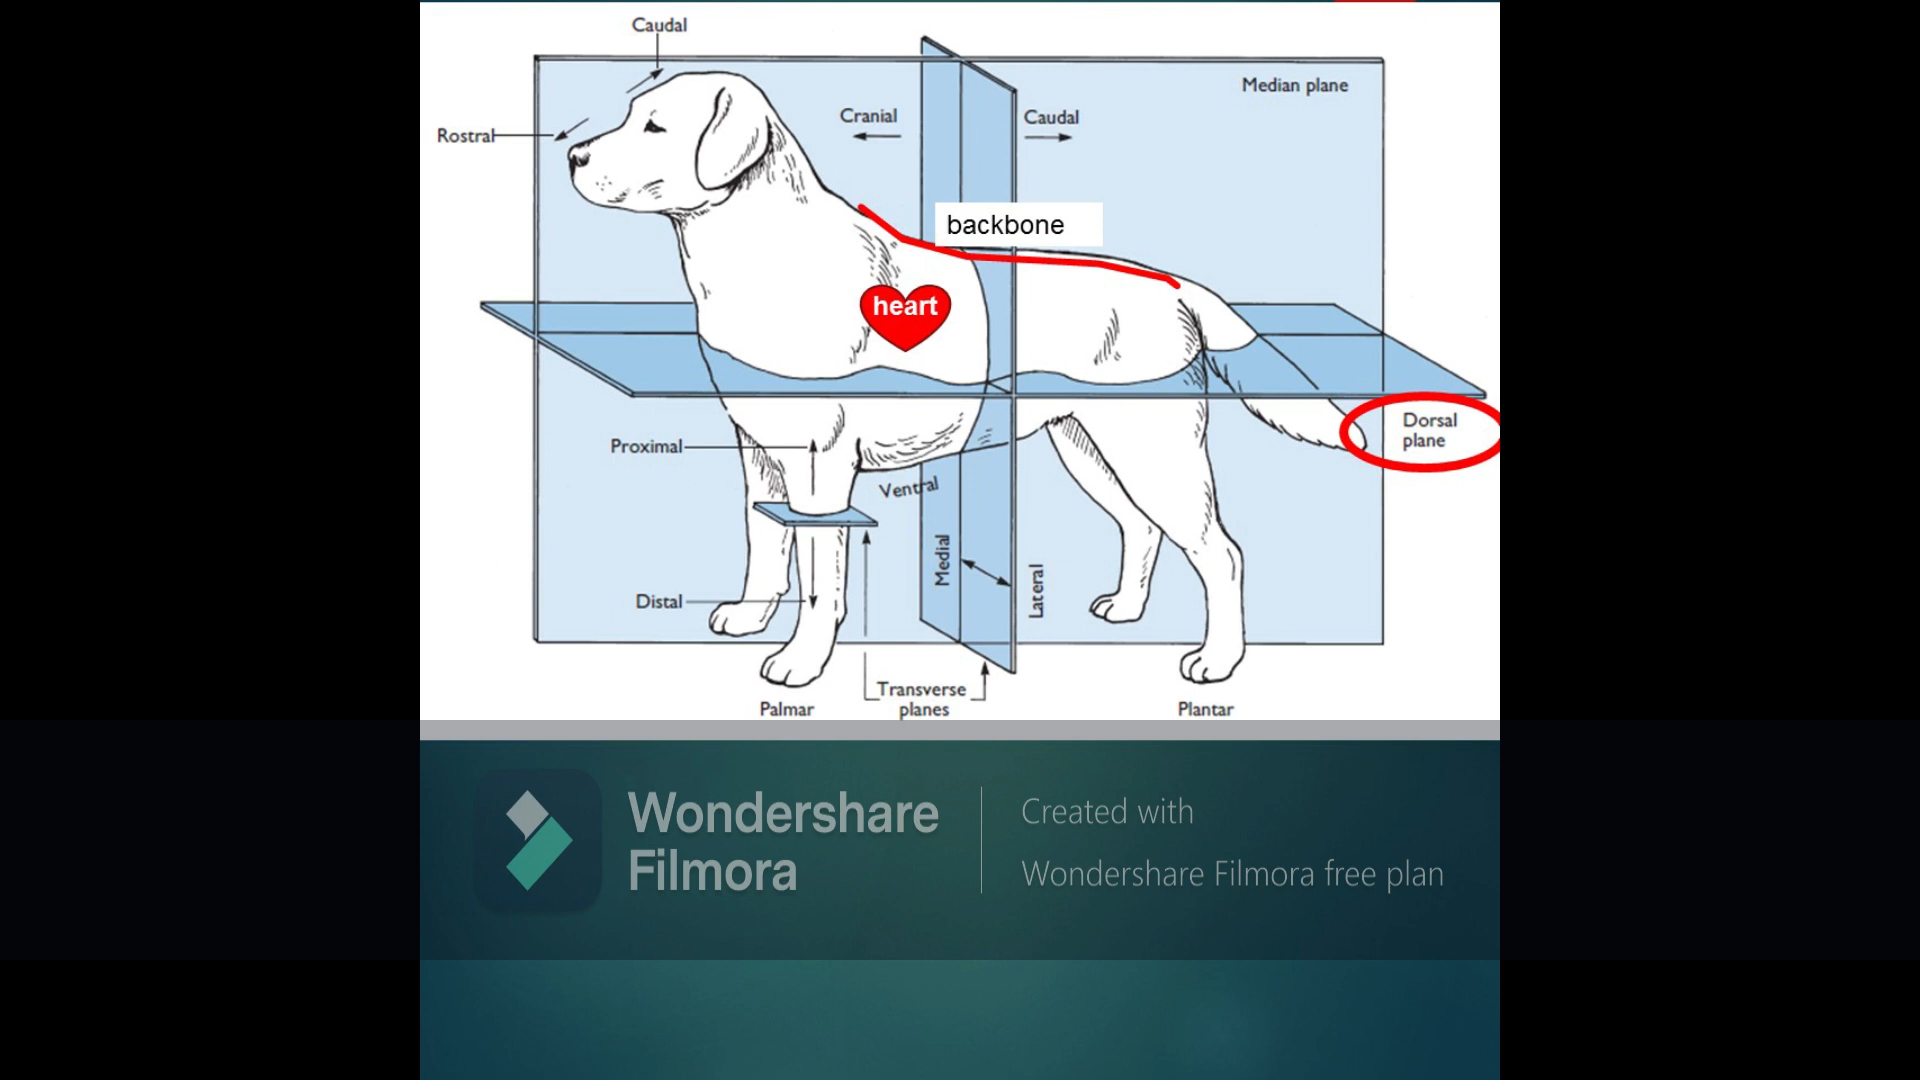 Caudal
Median plane
Cranial
Caudal
Rostral
backbone
heart
Dorsal
plane
Proximal
Ventral
Medial
Lateral
Distal
Transverse
planes
Palmar
Plantar
Wondershare
Filmora
Created with
Wondershare Filmora free plan